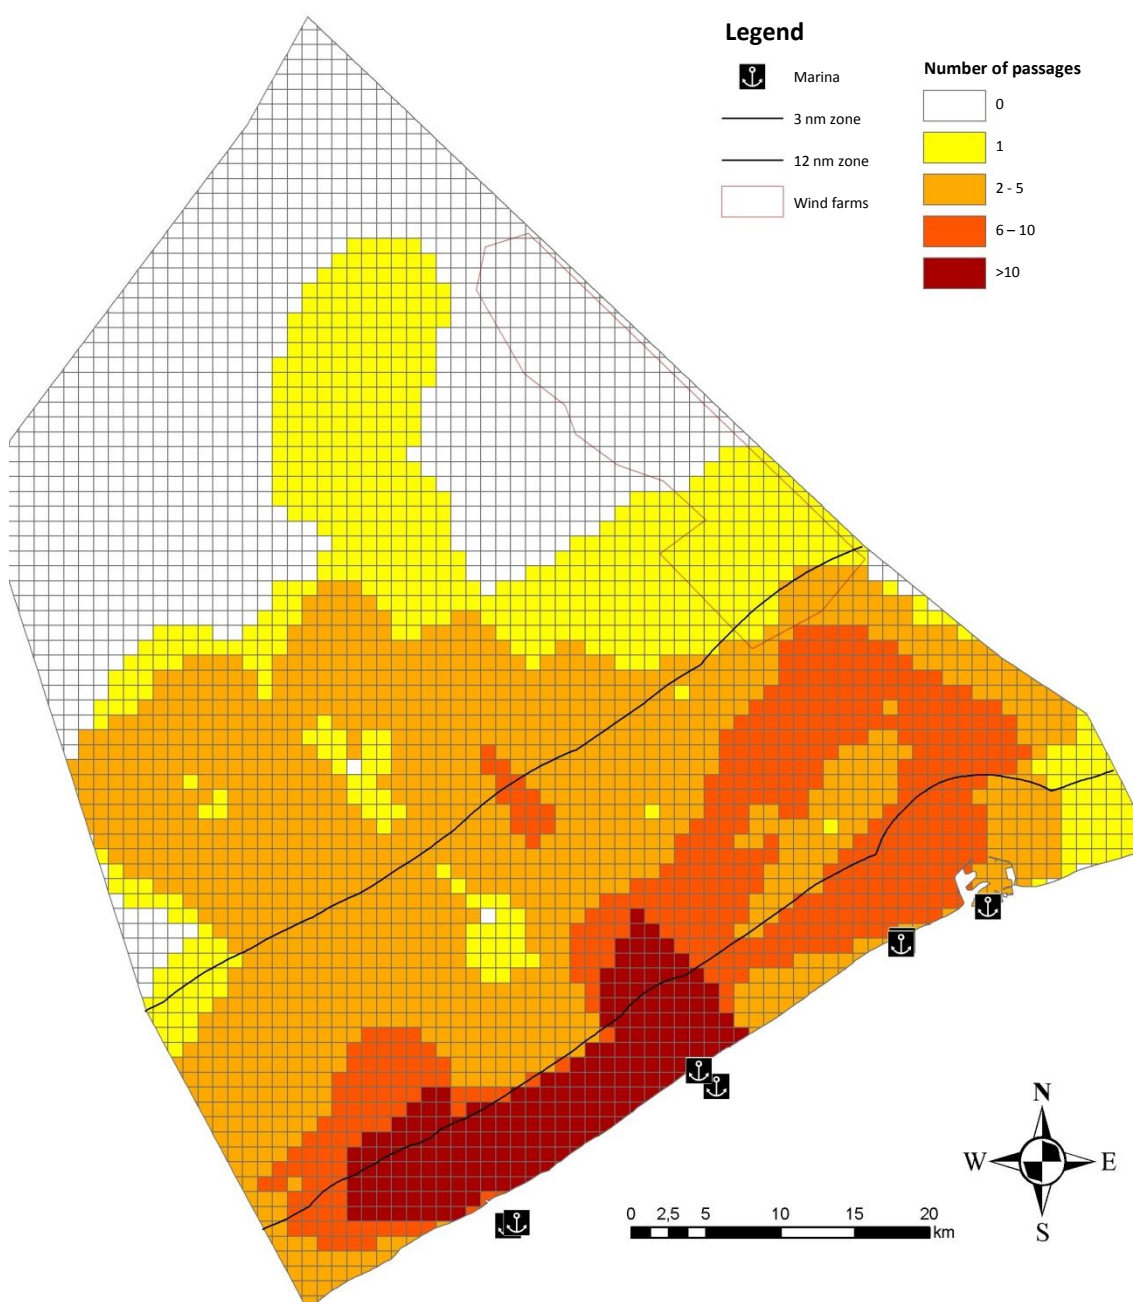 Legend
Marina
3 nm zone
12 nm zone
Wind farms
Number of passages
0
1
2 - 5
6 – 10
>10
N
W E
S
0 2,5 5 10 15 20
km